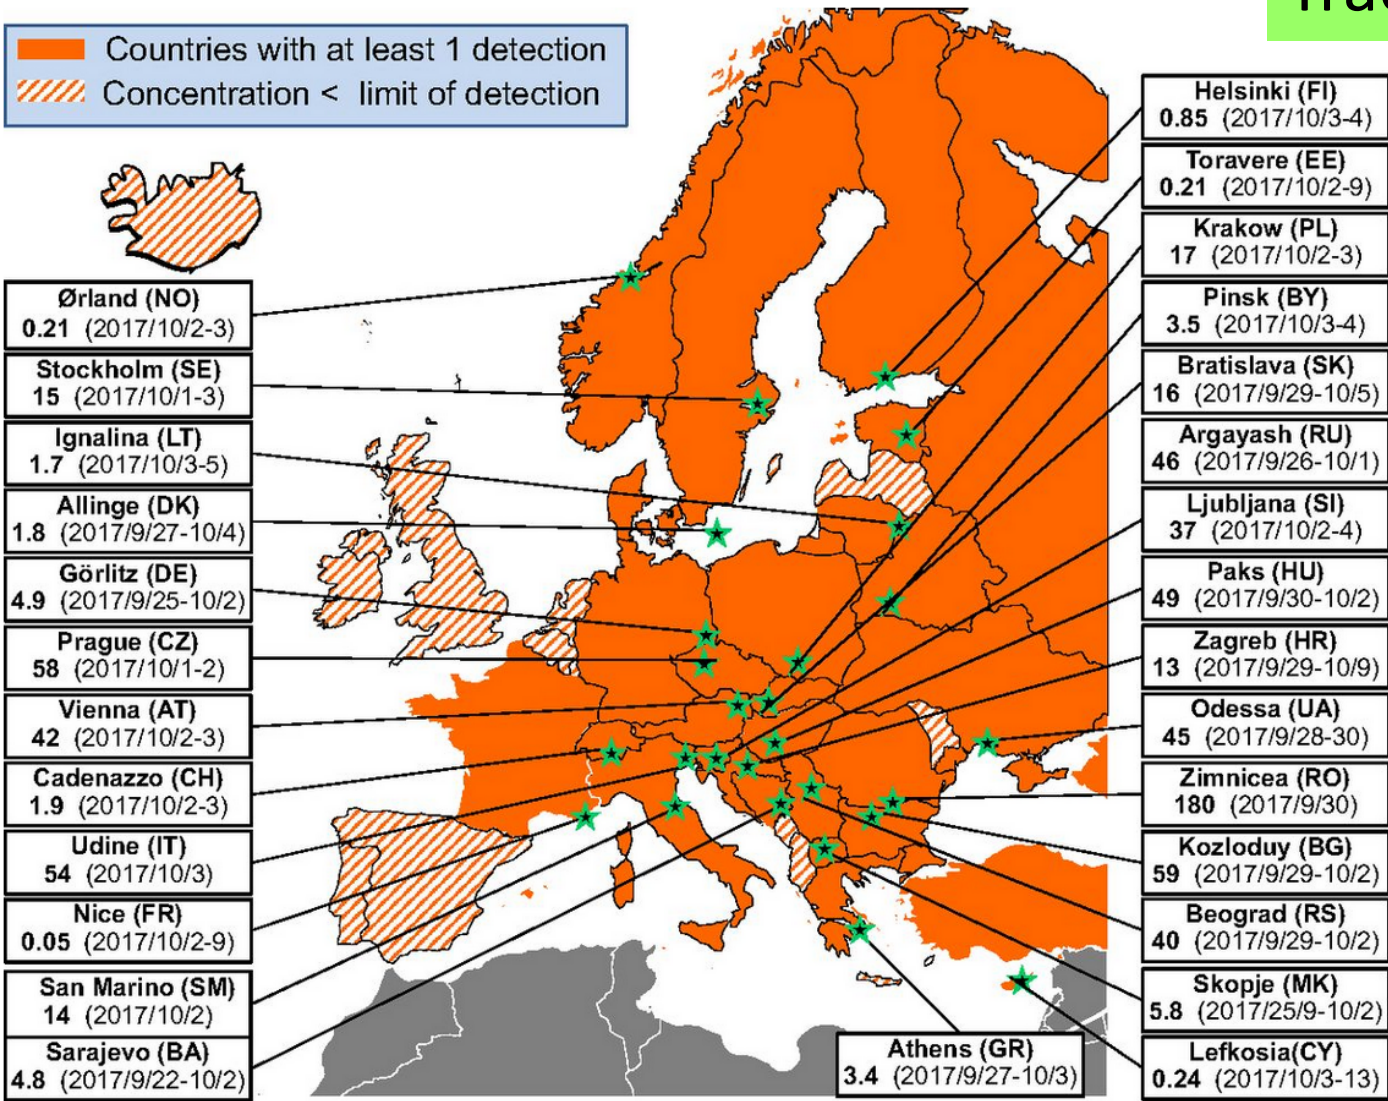 Countries with at least 1 detection
Concentration < limit of detection
Ørland (NO)
0.21 (2017/10/2-3)
Stockholm (SE)
15 (2017/10/1-3)
Ignalina (LT)
1.7 (2017/10/3-5)
Allinge (DK)
1.8 (2017/9/27-10/4)
Görlitz (DE)
4.9 (2017/9/25-10/2)
Prague (CZ)
58 (2017/10/1-2)
Vienna (AT)
42 (2017/10/2-3)
Cadenazzo (CH)
1.9 (2017/10/2-3)
Udine (IT)
54 (2017/10/3)
Nice (FR)
0.05 (2017/10/2-9)
San Marino (SM)
14 (2017/10/2)
Sarajevo (BA)
4.8 (2017/9/22-10/2)
Helsinki (FI)
0.85 (2017/10/3-4)
Toravere (EE)
0.21 (2017/10/2-9)
Krakow (PL)
17 (2017/10/2-3)
Pinsk (BY)
3.5 (2017/10/3-4)
Bratislava (SK)
16 (2017/9/29-10/5)
Argayash (RU)
46 (2017/9/26-10/1)
Ljubljana (SI)
37 (2017/10/2-4)
Paks (HU)
49 (2017/9/30-10/2)
Zagreb (HR)
13 (2017/9/29-10/9)
Odessa (UA)
45 (2017/9/28-30)
Zimnicea (RO)
180 (2017/9/30)
Kozloduy (BG)
59 (2017/9/29-10/2)
Beograd (RS)
40 (2017/9/29-10/2)
Skopje (MK)
5.8 (2017/25/9-10/2)
Lefkosia(CY)
0.24 (2017/10/3-13)
Athens (GR)
3.4 (2017/9/27-10/3)